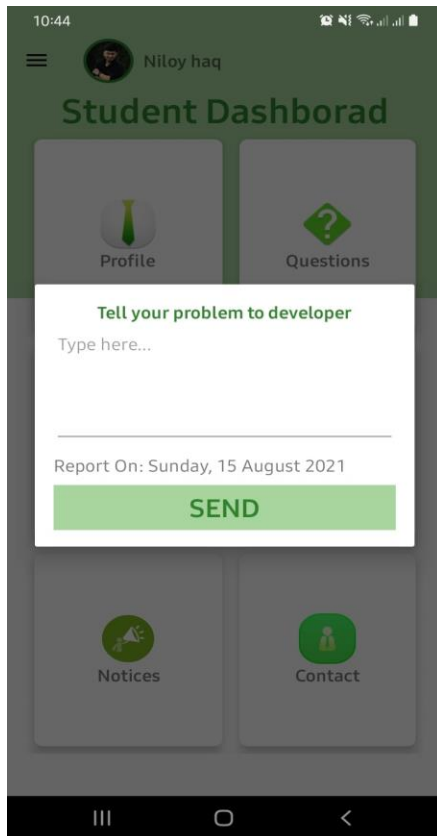 10:44
Niloy haq
Student Dashborad
Profile Questions
Tell your problem to developer
Type here...
Report On: Sunday, 15 August 2021
SEND
Notices Contact